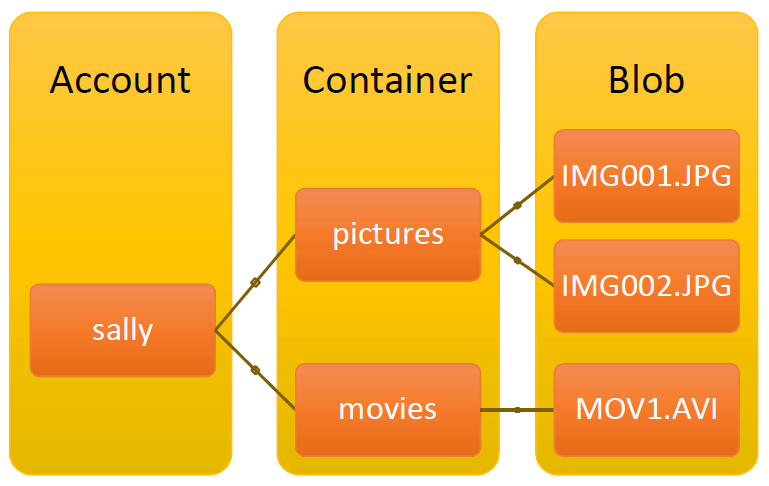 Account
Container
Blob
sally
pictures
movies
IMG001.JPG
IMG002.JPG
MOV1.AVI